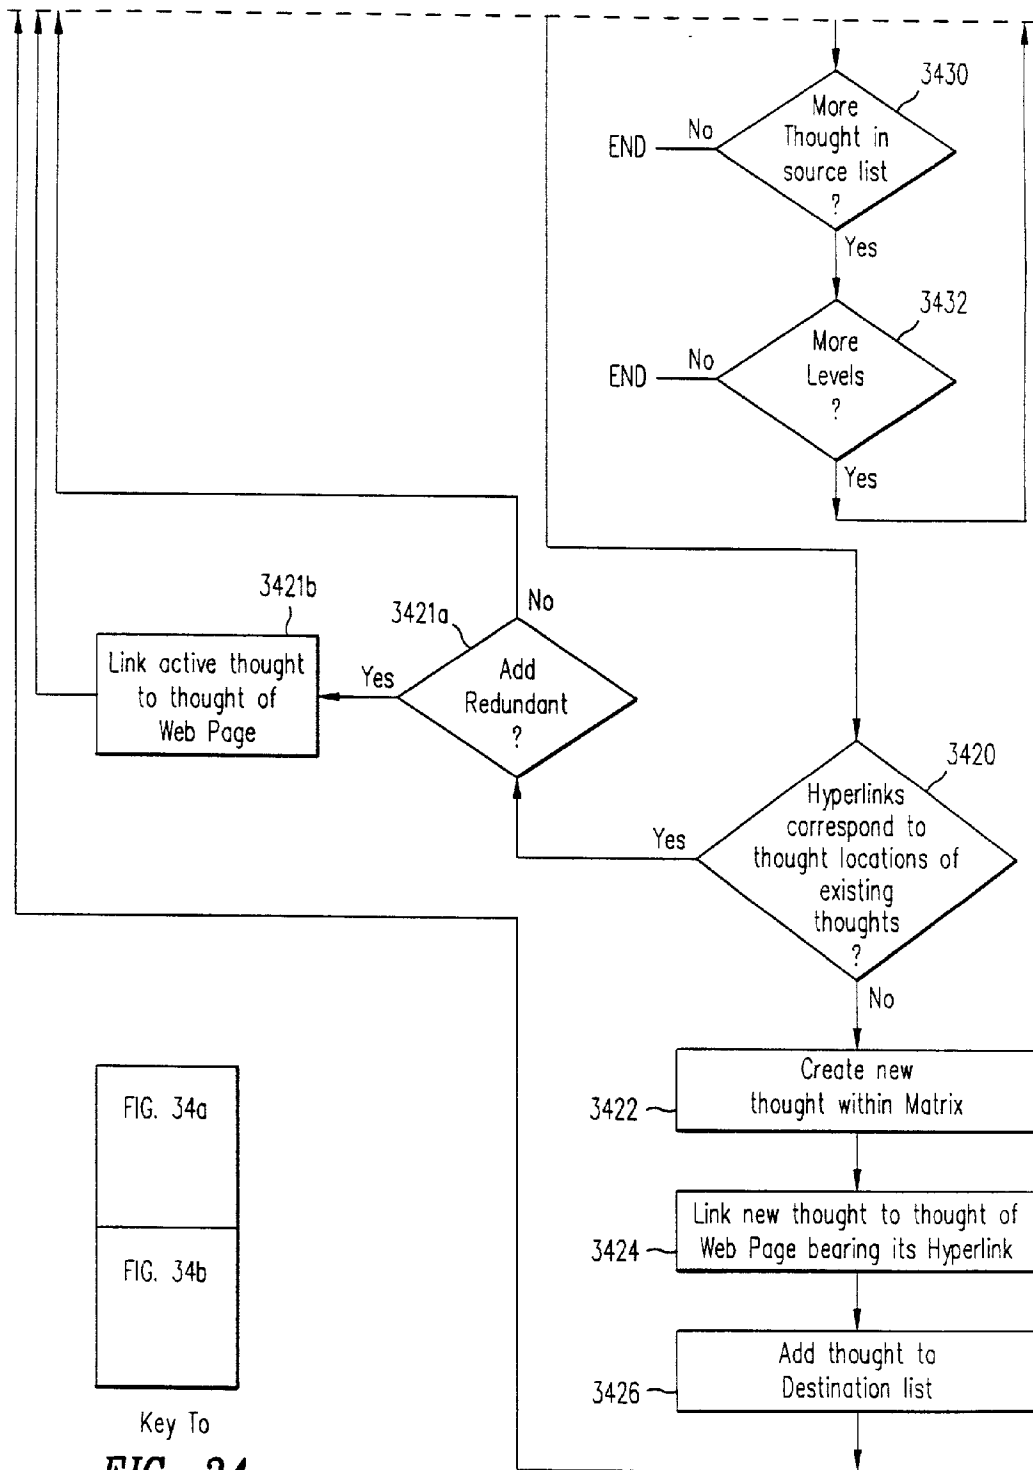 3430
More
Thought in
source list
?
No
END
Yes
3432
More
Levels
?
No
END
Yes
3421b
Link active thought
to thought of
Web Page
3421a
No
Yes
Add
Redundant
?
3420
Hyperlinks
correspond to
thought locations of
existing
thoughts
?
Yes
No
Create new
thought within Matrix
3422
Link new thought to thought of
Web Page bearing its Hyperlink
3424
Add thought to
Destination list
3426
FIG. 34a
FIG. 34b
Key To
FIG. 34